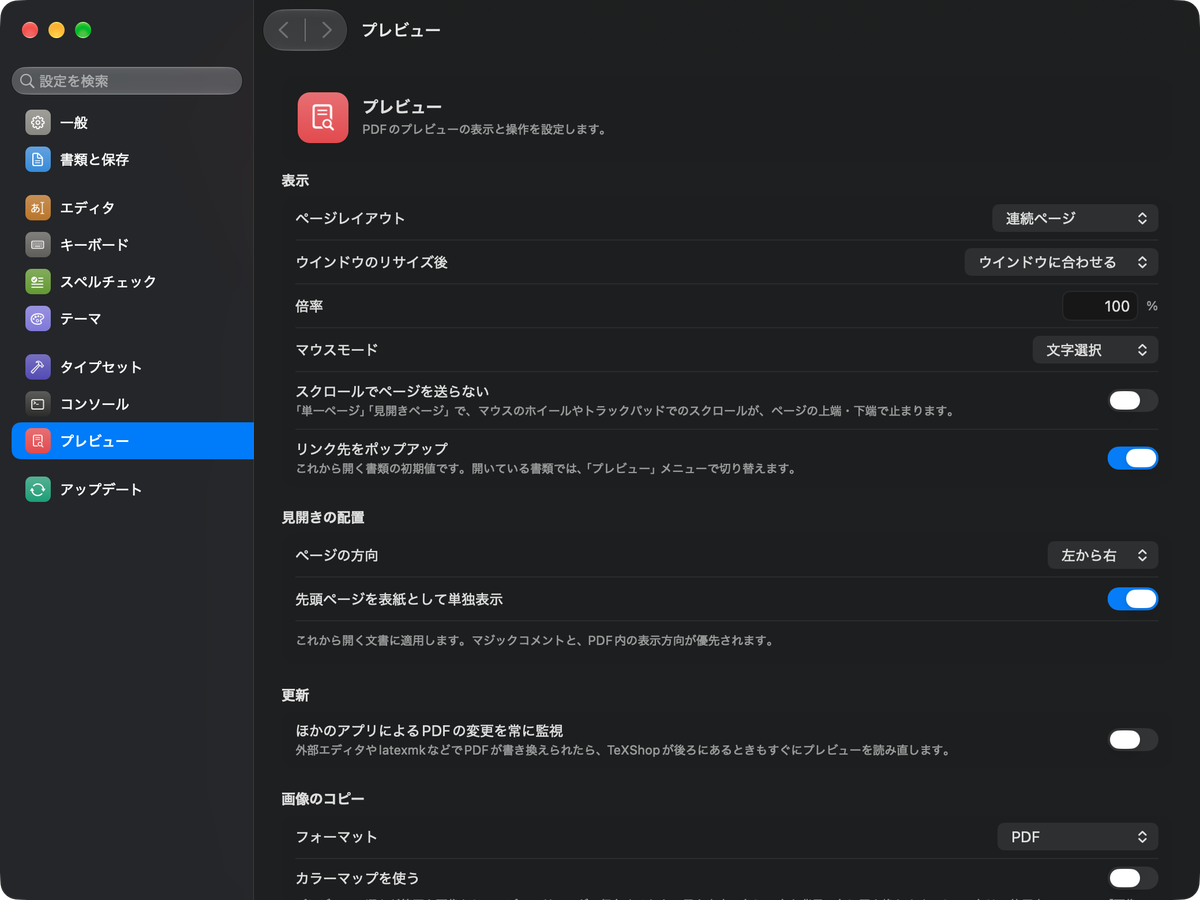 プレビュー
設定を検索
一般
書類と保存
エディタ
キーボード
スペルチェック
テーマ
タイプセット
コンソール
プレビュー
アップデート
プレビュー
PDFのプレビューの表示と操作を設定します。
表示
ページレイアウト 連続ページ
ウインドウのリサイズ後 ウインドウに合わせる
倍率 100 %
マウスモード 文字選択
スクロールでページを送らない
「単一ページ」「見開きページ」で、マウスのホイールやトラックパッドでのスクロールが、ページの上端・下端で止まります。
リンク先をポップアップ
これから開く書類の初期値です。開いている書類では、「プレビュー」メニューで切り替えます。
見開きの配置
ページの方向 左から右
先頭ページを表紙として単独表示
これから開く文書に適用します。マジックコメントと、PDF内の表示方向が優先されます。
更新
ほかのアプリによるPDFの変更を常に監視
外部エディタやlatexmkなどでPDFが書き換えられたら、TeXShopが後ろにあるときもすぐにプレビューを読み直します。
画像のコピー
フォーマット PDF
カラーマップを使う